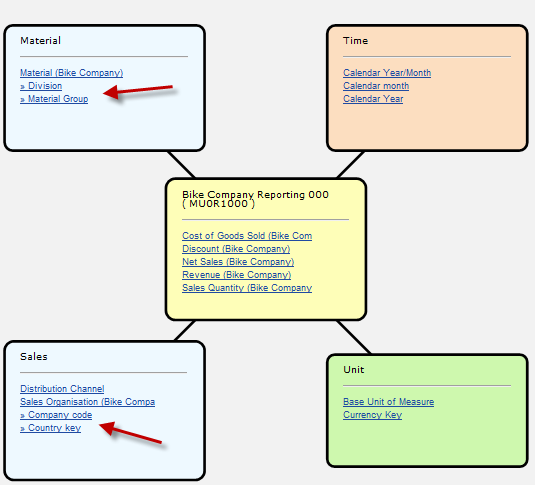 Material
Material (Bike Company)
» Division
» Material Group
Time
Calendar Year/Month
Calendar month
Calendar Year
Bike Company Reporting 000
( MU0R1000 )
Cost of Goods Sold (Bike Com
Discount (Bike Company)
Net Sales (Bike Company)
Revenue (Bike Company)
Sales Quantity (Bike Company
Sales
Distribution Channel
Sales Organisation (Bike Compa
» Company code
» Country key
Unit
Base Unit of Measure
Currency Key